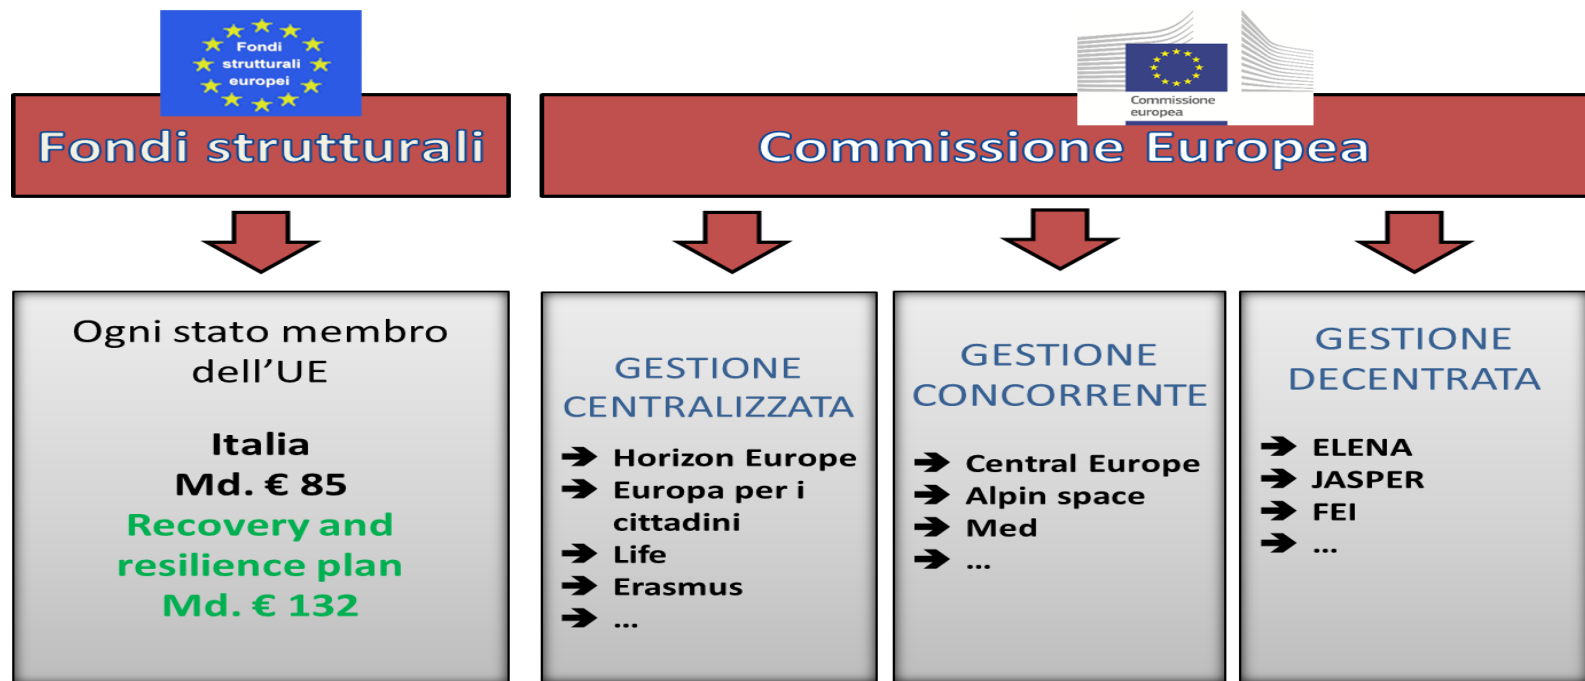 Fondi
strutturali
europei
Commissione
europea
Fondi strutturali
Commissione Europea
Ogni stato membro
dell’UE
Italia
Md. € 85
Recovery and
resilience plan
Md. € 132
GESTIONE
CENTRALIZZATA
Horizon Europe
Europa per i
cittadini
Life
Erasmus
...
GESTIONE
CONCORRENTE
Central Europe
Alpin space
Med
...
GESTIONE
DECENTRATA
ELENA
JASPER
FEI
...